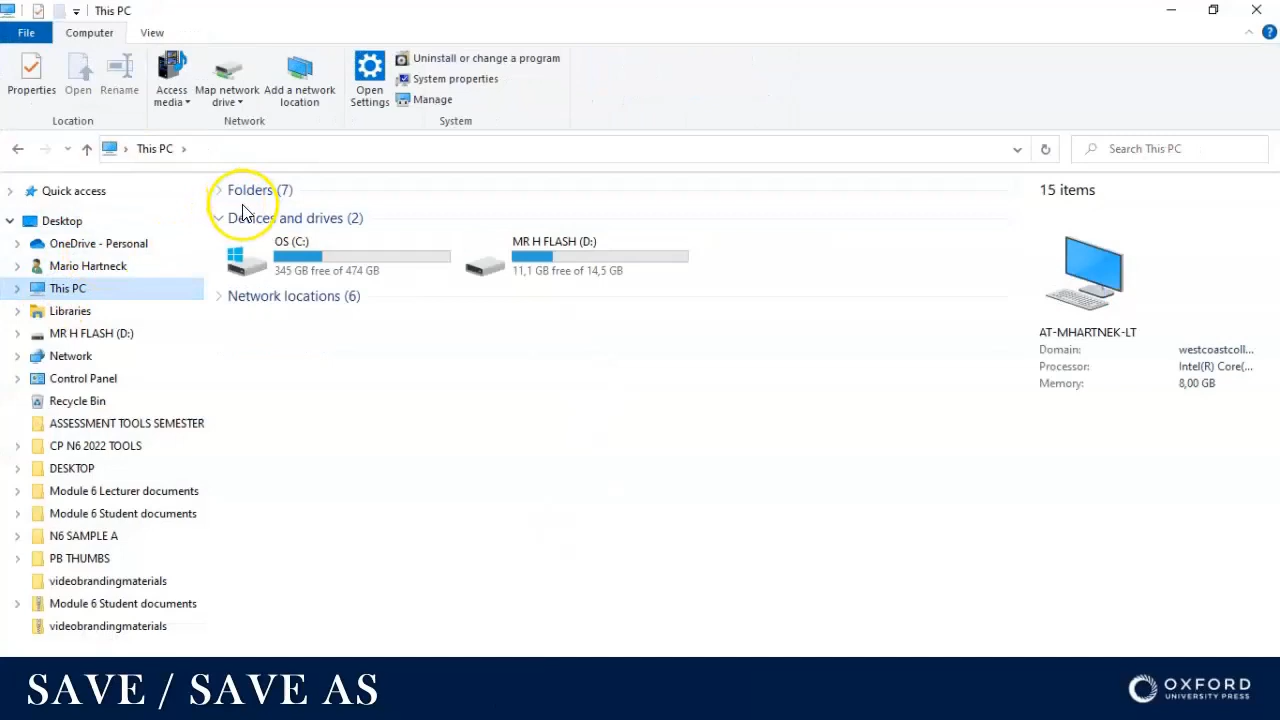 This PC
File
Computer
View
Properties
Open
Rename
Access media
Map network drive
Add a network location
Open Settings
Uninstall or change a program
System properties
Manage
Location
Network
System
This PC
Search This PC
Quick access
Desktop
OneDrive - Personal
Mario Hartneck
This PC
Libraries
MR H FLASH (D:)
Network
Control Panel
Recycle Bin
ASSESSMENT TOOLS SEMESTER
CP N6 2022 TOOLS
DESKTOP
Module 6 Lecturer documents
Module 6 Student documents
N6 SAMPLE A
PB THUMBS
videobrandingmaterials
Module 6 Student documents
videobrandingmaterials
Folders (7)
Devices and drives (2)
OS (C:)
345 GB free of 474 GB
MR H FLASH (D:)
11,1 GB free of 14,5 GB
Network locations (6)
15 items
AT-MHARTNEK-LT
Domain: westcoastcoll...
Processor: Intel(R) Core(...
Memory: 8,00 GB
SAVE / SAVE AS
OXFORD
UNIVERSITY PRESS